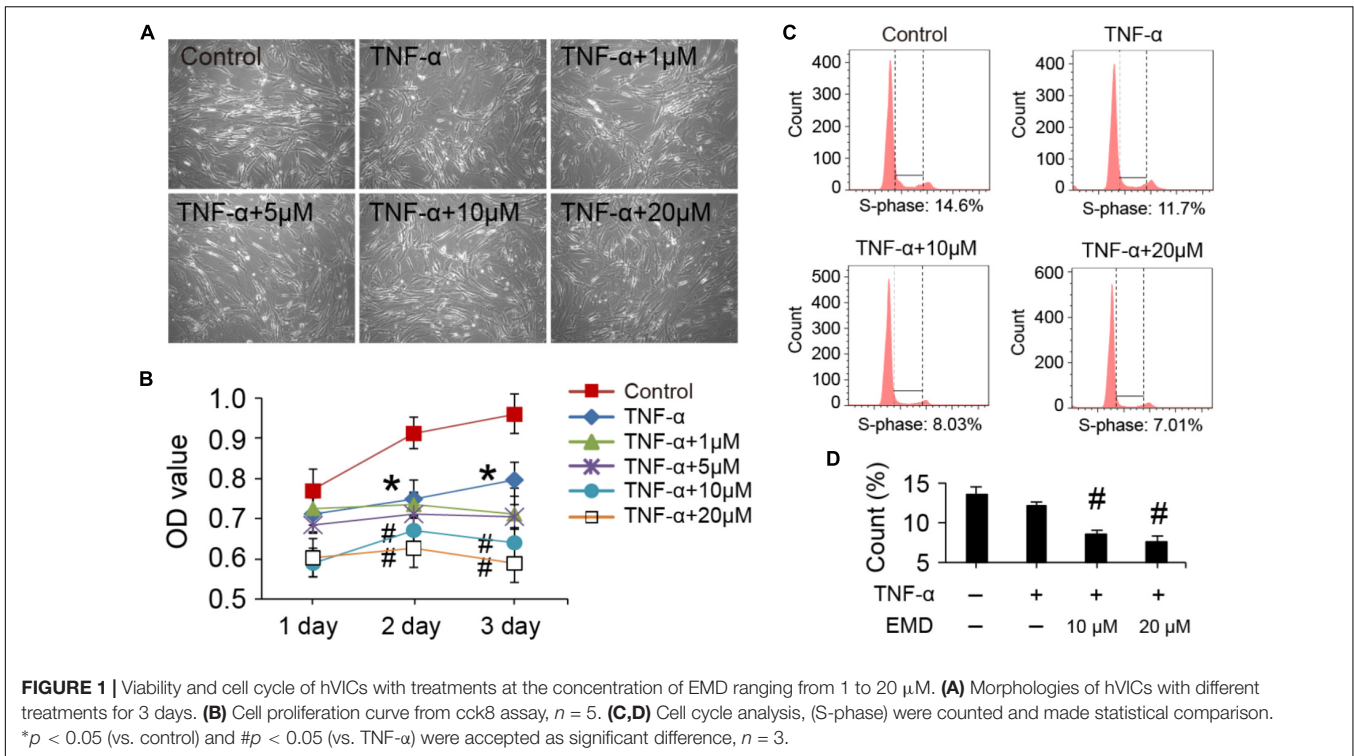 A
Control
TNF-α
TNF-α+1μM
TNF-α+5μM
TNF-α+10μM
TNF-α+20μM
B
OD value
1.0
0.9
0.8
0.7
0.6
0.5
1 day
2 day
3 day
*
*
#
#
#
#
Control
TNF-α
TNF-α+1μM
TNF-α+5μM
TNF-α+10μM
TNF-α+20μM
C
Control
Count
400
300
200
100
0
S-phase: 14.6%
TNF-α
Count
400
300
200
100
0
S-phase: 11.7%
TNF-α+10μM
Count
500
400
300
200
100
0
S-phase: 8.03%
TNF-α+20μM
Count
600
400
200
0
S-phase: 7.01%
D
Count (%)
15
10
5
#
#
TNF-α – + + +
EMD – – 10 μM 20 μM
FIGURE 1 | Viability and cell cycle of hVICs with treatments at the concentration of EMD ranging from 1 to 20 μM. (A) Morphologies of hVICs with different
treatments for 3 days. (B) Cell proliferation curve from cck8 assay, n = 5. (C,D) Cell cycle analysis, (S-phase) were counted and made statistical comparison.
*p < 0.05 (vs. control) and #p < 0.05 (vs. TNF-α) were accepted as significant difference, n = 3.